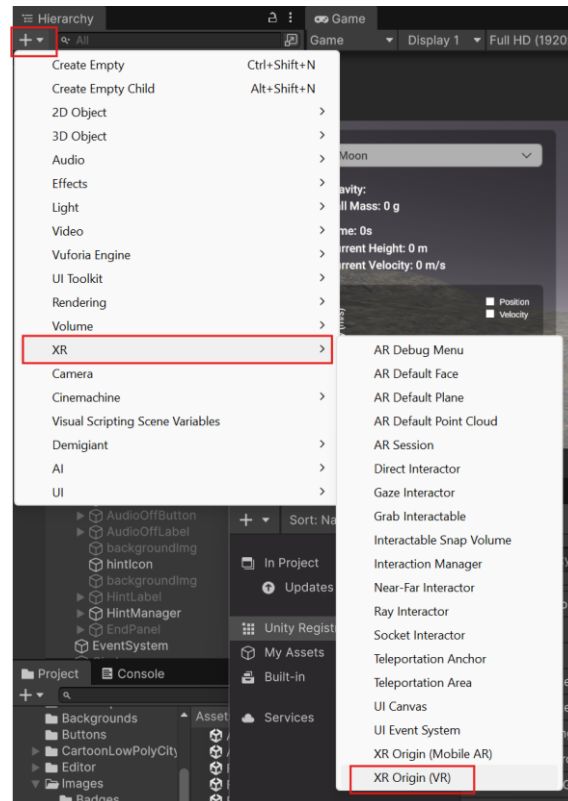 Hierarchy
Game
All
Game Display 1 Full HD (1920
Create Empty Ctrl+Shift+N
Create Empty Child Alt+Shift+N
2D Object
3D Object
Audio
Effects
Light
Video
Vuforia Engine
UI Toolkit
Rendering
Volume
XR
Camera
Cinemachine
Visual Scripting Scene Variables
Demigiant
AI
UI
Moon
avity:
ll Mass: 0 g
me: 0s
rrent Height: 0 m
rrent Velocity: 0 m/s
Position
Velocity
AR Debug Menu
AR Default Face
AR Default Plane
AR Default Point Cloud
AR Session
Direct Interactor
Gaze Interactor
Grab Interactable
Interactable Snap Volume
Interaction Manager
Near-Far Interactor
Ray Interactor
Socket Interactor
Teleportation Anchor
Teleportation Area
UI Canvas
UI Event System
XR Origin (Mobile AR)
XR Origin (VR)
AudioOffButton
AudioOffLabel
backgroundImg
hintIcon
backgroundImg
HintLabel
HintManager
EndPanel
EventSystem
Sort: Na
In Project
Updates
Unity Regist
My Assets
Built-in
Services
Project Console
Backgrounds
Buttons
CartoonLowPolyCity
Editor
Images
Badges
Asset